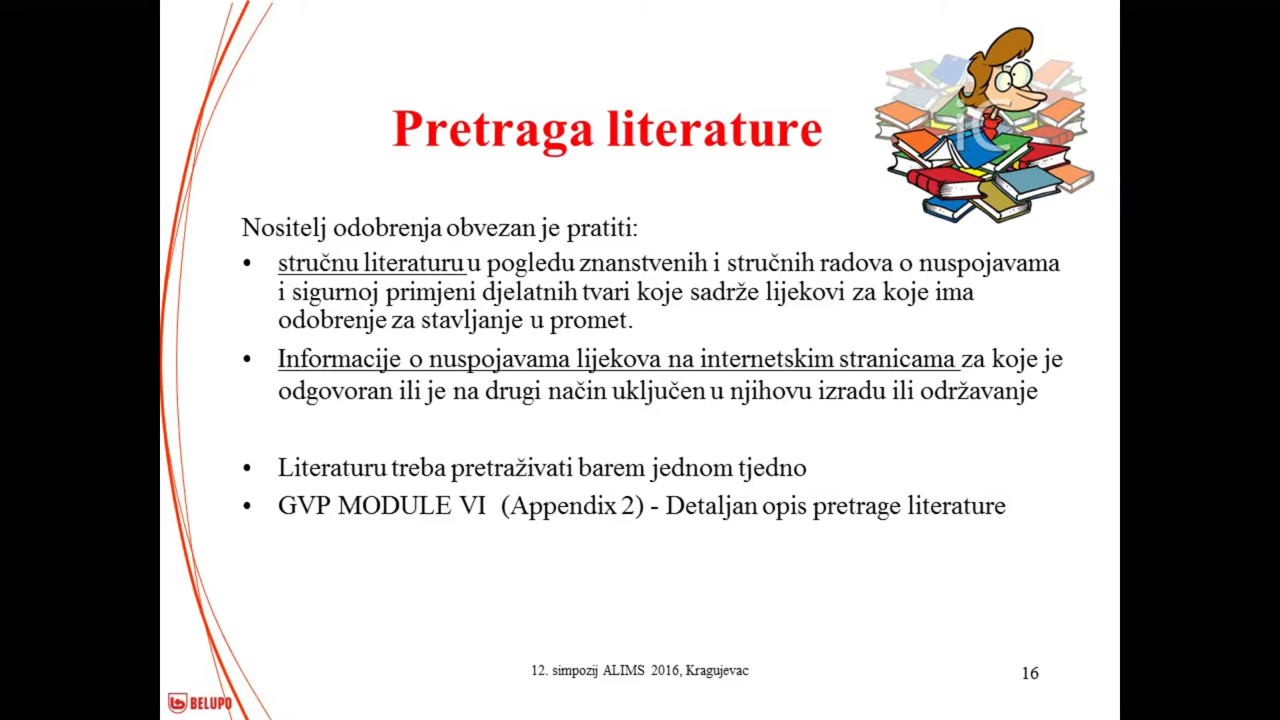 Pretraga literature
Nositelj odobrenja obvezan je pratiti:
• stručnu literaturu u pogledu znanstvenih i stručnih radova o nuspojavama
i sigurnoj primjeni djelatnih tvari koje sadrže lijekovi za koje ima
odobrenje za stavljanje u promet.
• Informacije o nuspojavama lijekova na internetskim stranicama za koje je
odgovoran ili je na drugi način uključen u njihovu izradu ili održavanje
• Literaturu treba pretraživati barem jednom tjedno
• GVP MODULE VI (Appendix 2) - Detaljan opis pretrage literature
12. simpozij ALIMS 2016, Kragujevac
16
BELUPO